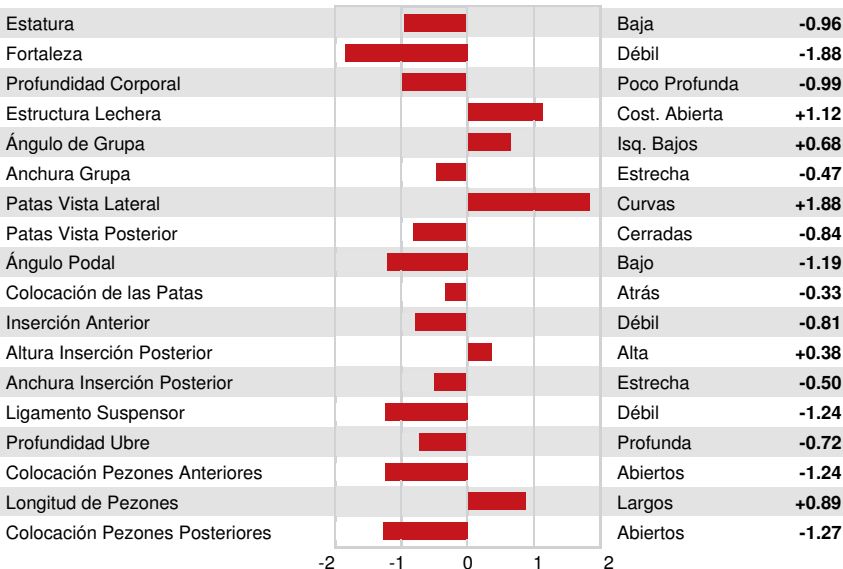 Estatura Baja -0.96
Fortaleza Débil -1.88
Profundidad Corporal Poco Profunda -0.99
Estructura Lechera Cost. Abierta +1.12
Ángulo de Grupa Isq. Bajos +0.68
Anchura Grupa Estrecha -0.47
Patas Vista Lateral Curvas +1.88
Patas Vista Posterior Cerradas -0.84
Ángulo Podal Bajo -1.19
Colocación de las Patas Atrás -0.33
Inserción Anterior Débil -0.81
Altura Inserción Posterior Alta +0.38
Anchura Inserción Posterior Estrecha -0.50
Ligamento Suspensor Débil -1.24
Profundidad Ubre Profunda -0.72
Colocación Pezones Anteriores Abiertos -1.24
Longitud de Pezones Largos +0.89
Colocación Pezones Posteriores Abiertos -1.27
-2 -1 0 1 2